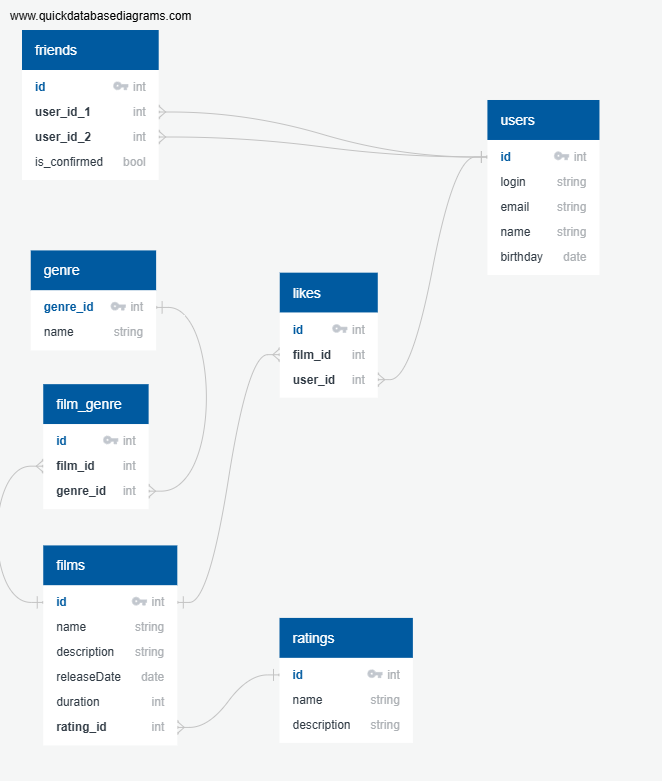 www.quickdatabasediagrams.com
friends
id int
user_id_1 int
user_id_2 int
is_confirmed bool
users
id int
login string
email string
name string
birthday date
genre
genre_id int
name string
likes
id int
film_id int
user_id int
film_genre
id int
film_id int
genre_id int
films
id int
name string
description string
releaseDate date
duration int
rating_id int
ratings
id int
name string
description string